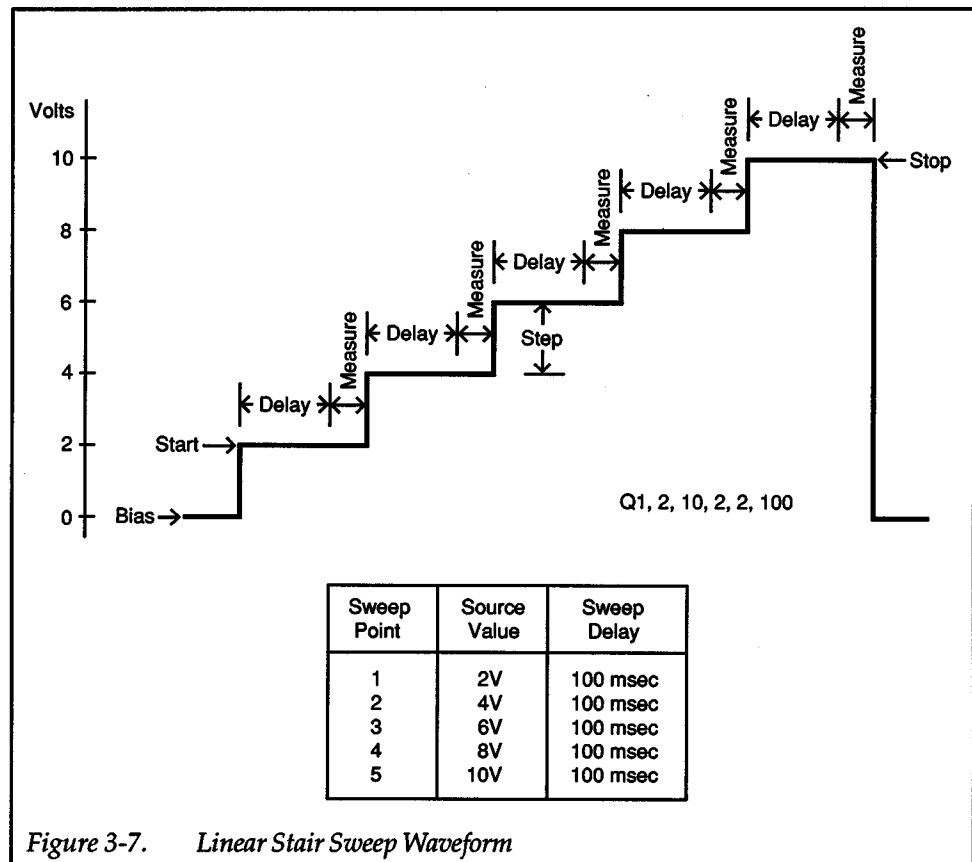 Volts
10
8
6
4
2
0
Measure
Delay
Stop
Measure
Delay
Measure
Delay
Measure
Delay
Step
Measure
Delay
Start
Bias
Q1, 2, 10, 2, 2, 100
Sweep Point Source Value Sweep Delay
1 2V 100 msec
2 4V 100 msec
3 6V 100 msec
4 8V 100 msec
5 10V 100 msec
Figure 3-7. Linear Stair Sweep Waveform